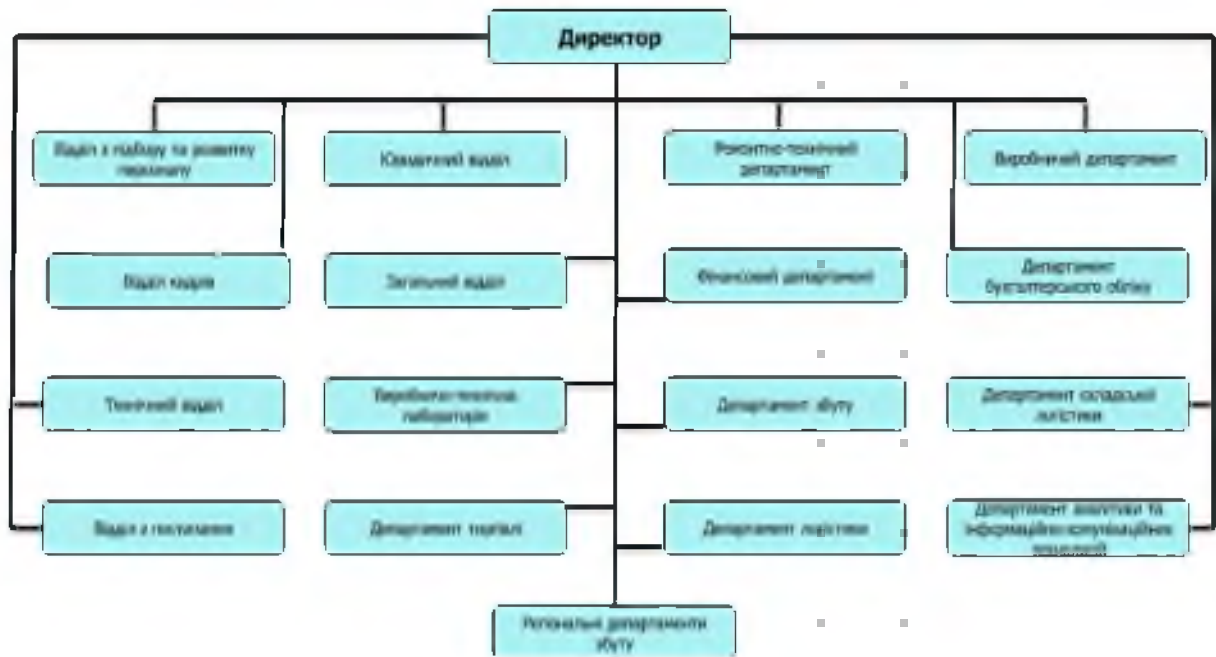 Директор
Відділ з підбору та розвитку
персоналу
Юридичний відділ
Ремонтно-технічний
департамент
Виробничий департамент
Відділ кадрів
Загальний відділ
Фінансовий департамент
Департамент
бухгалтерського обліку
Технічний відділ
Виробничо-технічна
лабораторія
Департамент збуту
Департамент складської
логістики
Відділ з постачання
Департамент торгівлі
Департамент логістики
Департамент аналітики та
інформаційно-комунікаційних
Регіональні департаменти
збуту